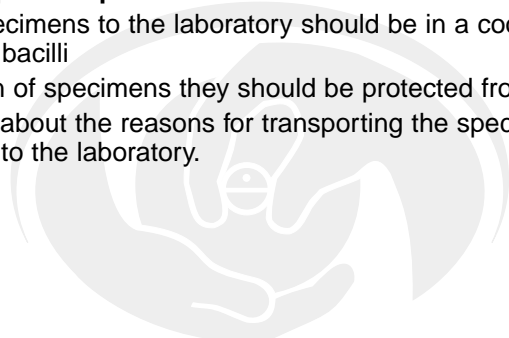 ecimens to the laboratory should be in a coo
bacilli
n of specimens they should be protected fro
about the reasons for transporting the spec
to the laboratory.